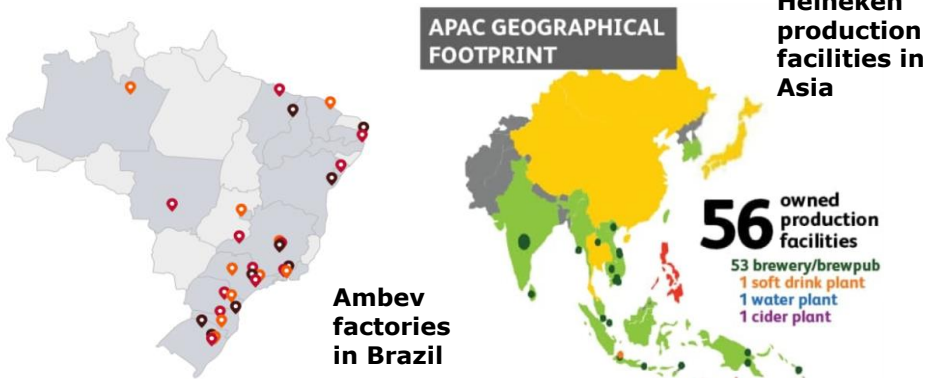 Heineken
production
facilities in
Asia
APAC GEOGRAPHICAL
FOOTPRINT
56 owned
production
facilities
53 brewery/brewpub
1 soft drink plant
1 water plant
1 cider plant
Ambev
factories
in Brazil